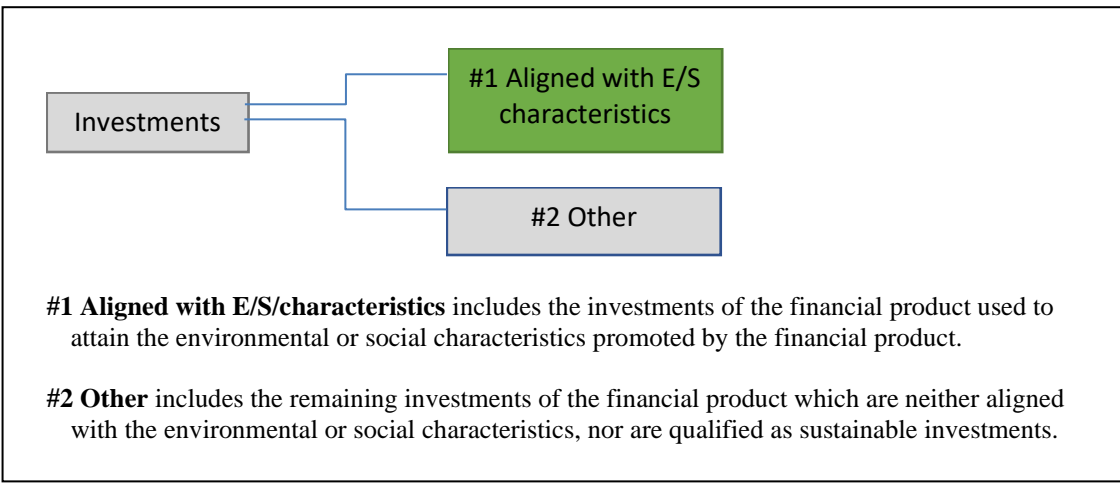 #1 Aligned with E/S
characteristics
Investments
#2 Other
#1 Aligned with E/S/characteristics includes the investments of the financial product used to
attain the environmental or social characteristics promoted by the financial product.
#2 Other includes the remaining investments of the financial product which are neither aligned
with the environmental or social characteristics, nor are qualified as sustainable investments.